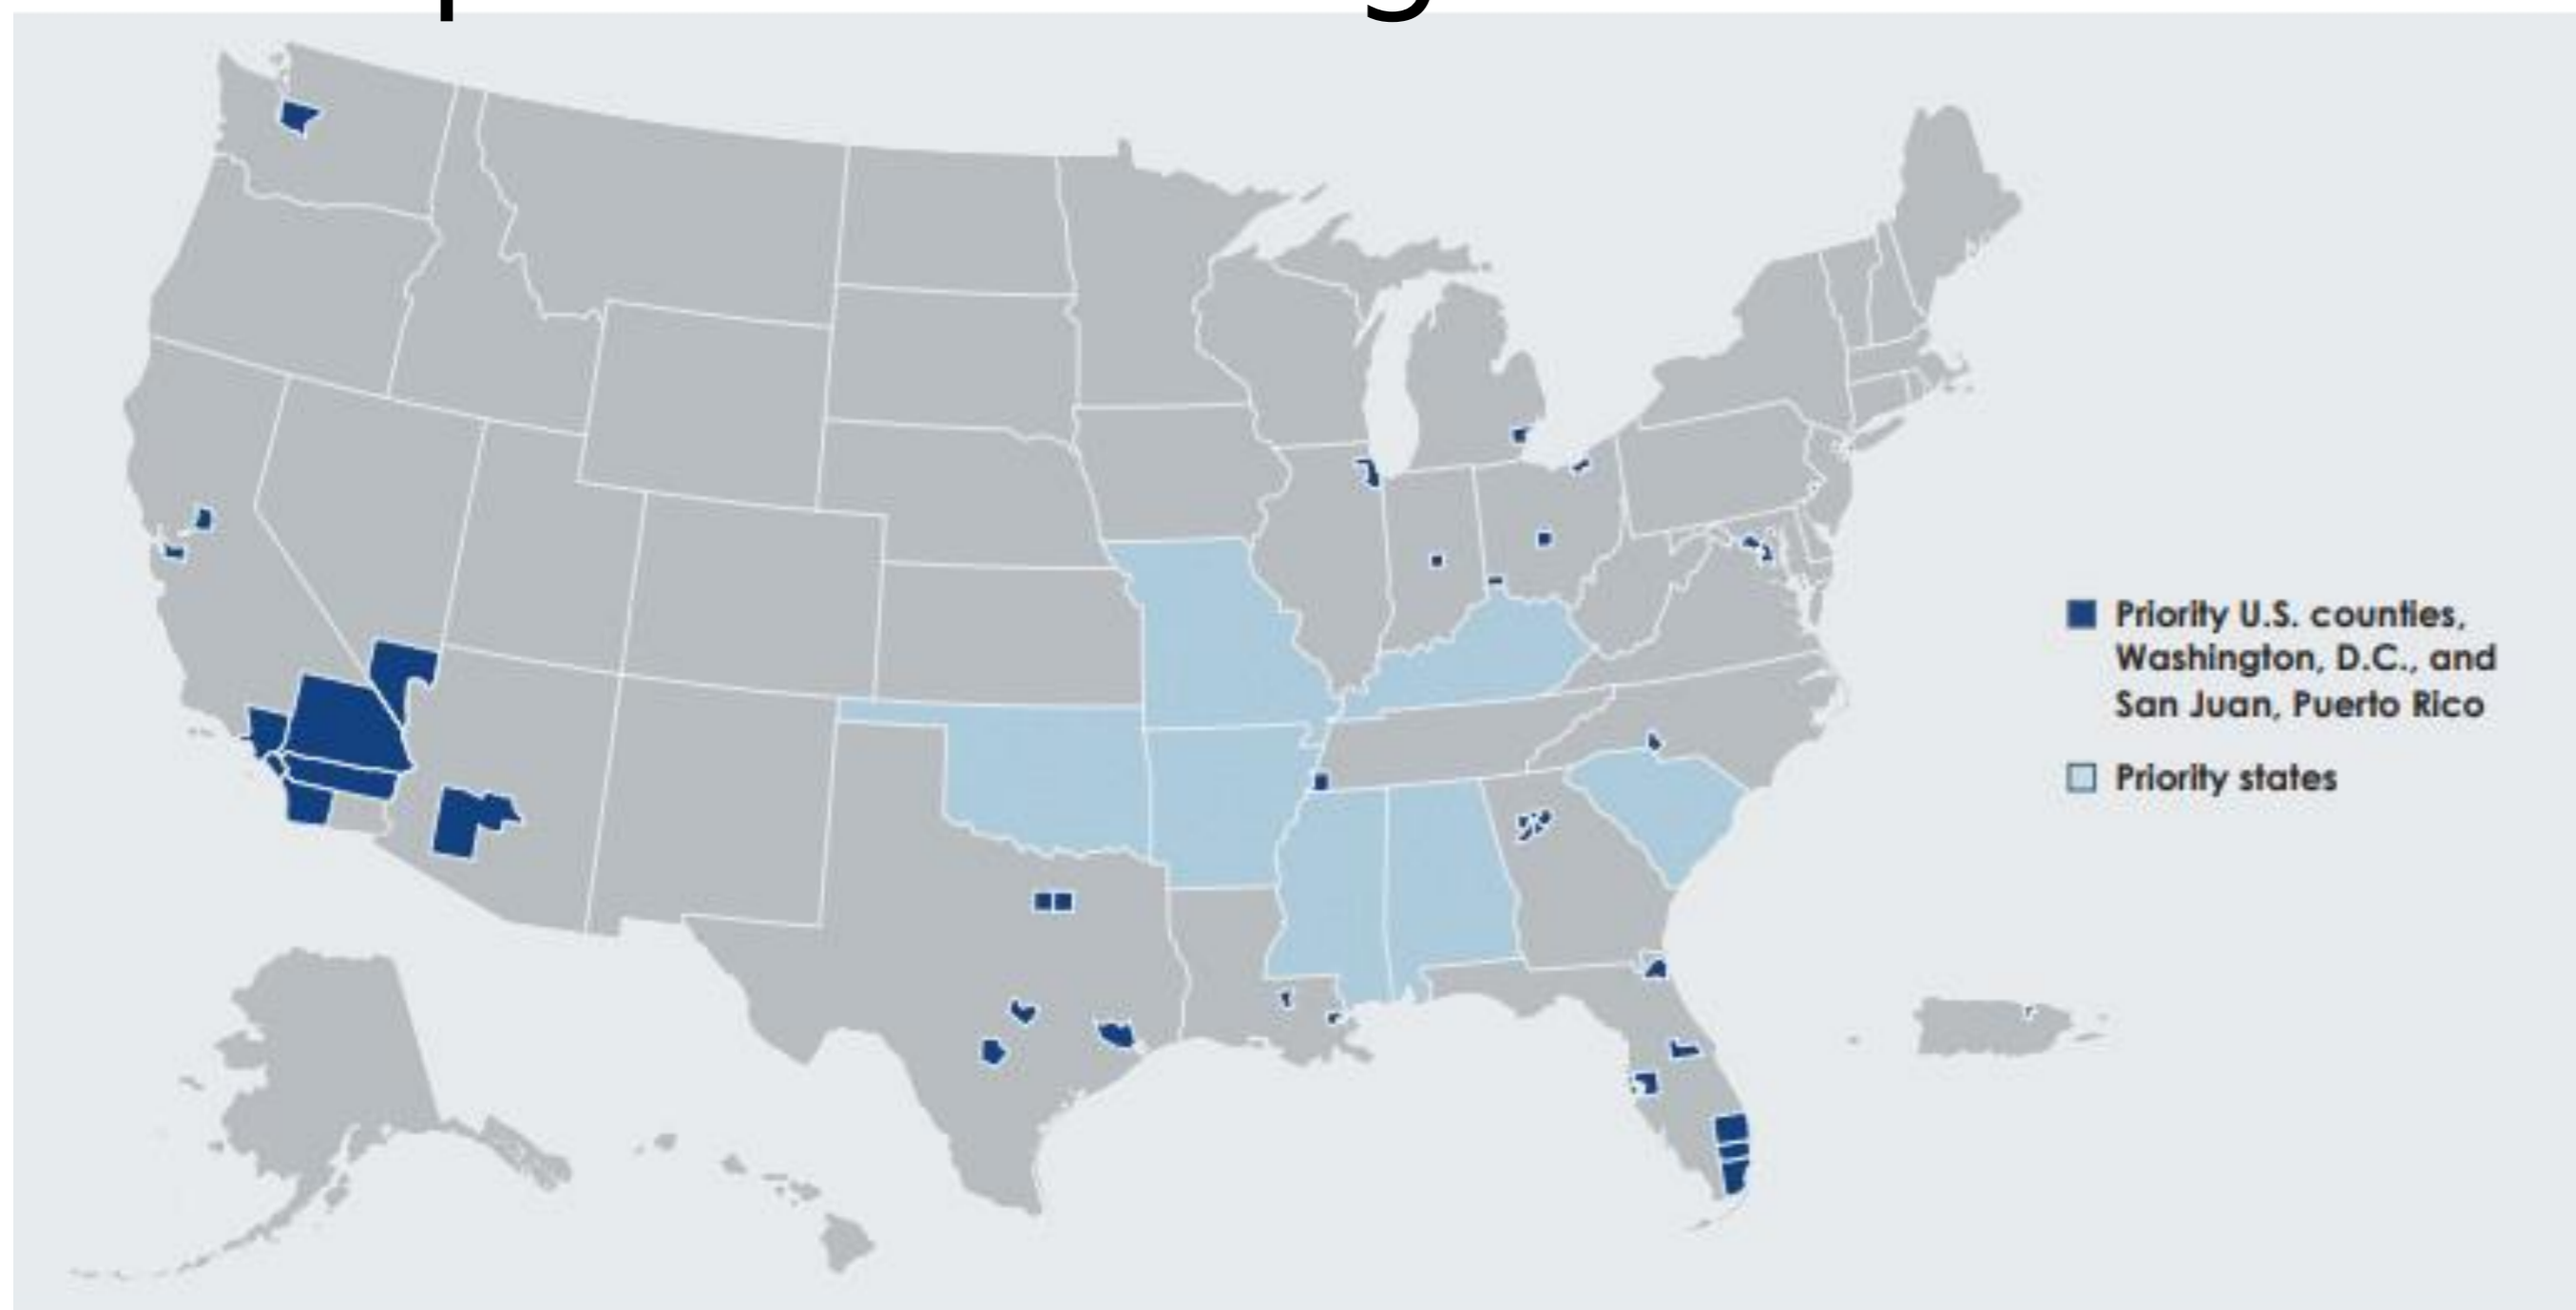 Priority U.S. counties,
Washington, D.C., and
San Juan, Puerto Rico
Priority states